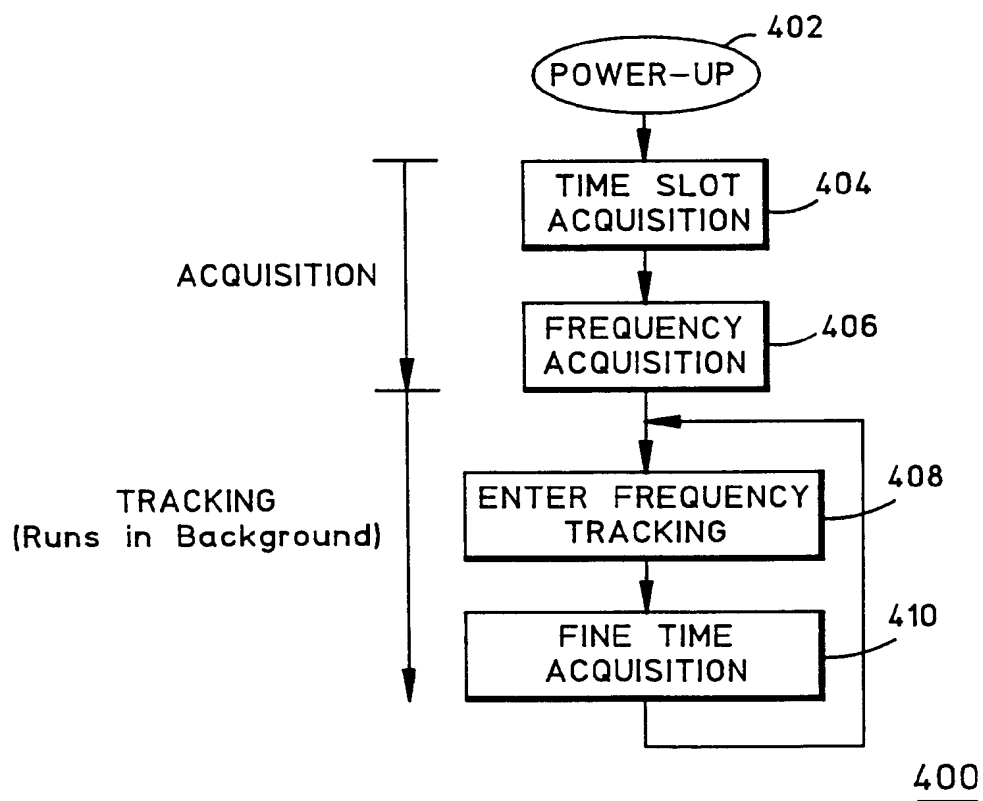 402
POWER-UP
TIME SLOT
ACQUISITION
404
ACQUISITION
FREQUENCY
ACQUISITION
406
TRACKING
(Runs in Background)
ENTER FREQUENCY
TRACKING
408
FINE TIME
ACQUISITION
410
400